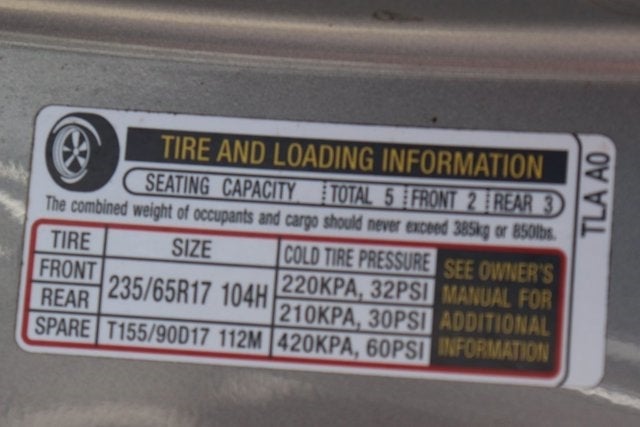 TIRE AND LOADING INFORMATION
SEATING CAPACITY TOTAL 5 FRONT 2 REAR 3
The combined weight of occupants and cargo should never exceed 385kg or 850lbs.
TIRE SIZE COLD TIRE PRESSURE
FRONT 235/65R17 104H 220KPA, 32PSI
REAR 210KPA, 30PSI
SPARE T155/90D17 112M 420KPA, 60PSI
SEE OWNER'S
MANUAL FOR
ADDITIONAL
INFORMATION
TLA A0